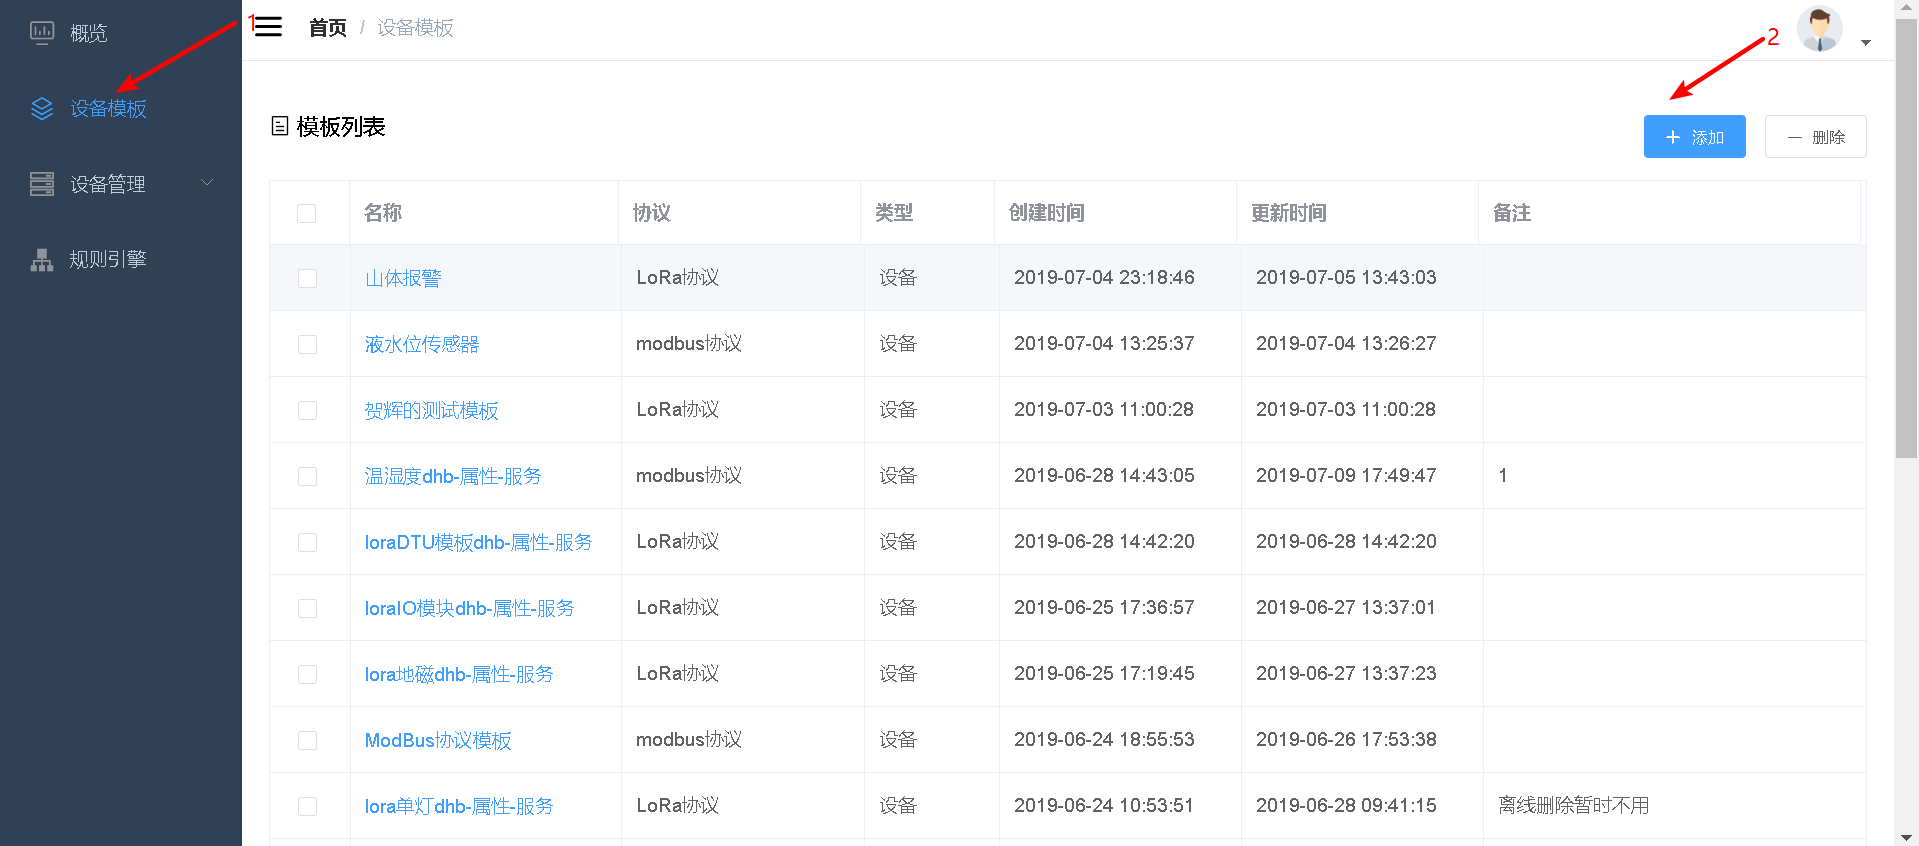 概览
设备模板
设备管理
规则引擎
1
首页 / 设备模板
2
模板列表
+ 添加
— 删除
名称 协议 类型 创建时间 更新时间 备注
山体报警 LoRa协议 设备 2019-07-04 23:18:46 2019-07-05 13:43:03
液水位传感器 modbus协议 设备 2019-07-04 13:25:37 2019-07-04 13:26:27
贺辉的测试模板 LoRa协议 设备 2019-07-03 11:00:28 2019-07-03 11:00:28
温湿度dhb-属性-服务 modbus协议 设备 2019-06-28 14:43:05 2019-07-09 17:49:47 1
loraDTU模板dhb-属性-服务 LoRa协议 设备 2019-06-28 14:42:20 2019-06-28 14:42:20
loraIO模块dhb-属性-服务 LoRa协议 设备 2019-06-25 17:36:57 2019-06-27 13:37:01
lora地磁dhb-属性-服务 LoRa协议 设备 2019-06-25 17:19:45 2019-06-27 13:37:23
ModBus协议模板 modbus协议 设备 2019-06-24 18:55:53 2019-06-26 17:53:38
lora单灯dhb-属性-服务 LoRa协议 设备 2019-06-24 10:53:51 2019-06-28 09:41:15 离线删除暂时不用